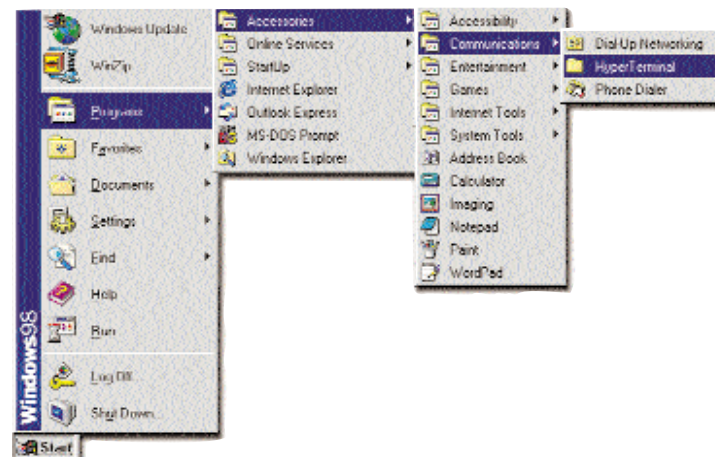 Windows Update
WinZip
Programs
Favorites
Documents
Settings
Find
Help
Run
Log Off
Shut Down...
Windows98
Start
Accessories
Online Services
StartUp
Internet Explorer
Outlook Express
MS-DOS Prompt
Windows Explorer
Accessibility
Communications
Entertainment
Games
Internet Tools
System Tools
Address Book
Calculator
Imaging
Notepad
Paint
WordPad
Dial-Up Networking
HyperTerminal
Phone Dialer